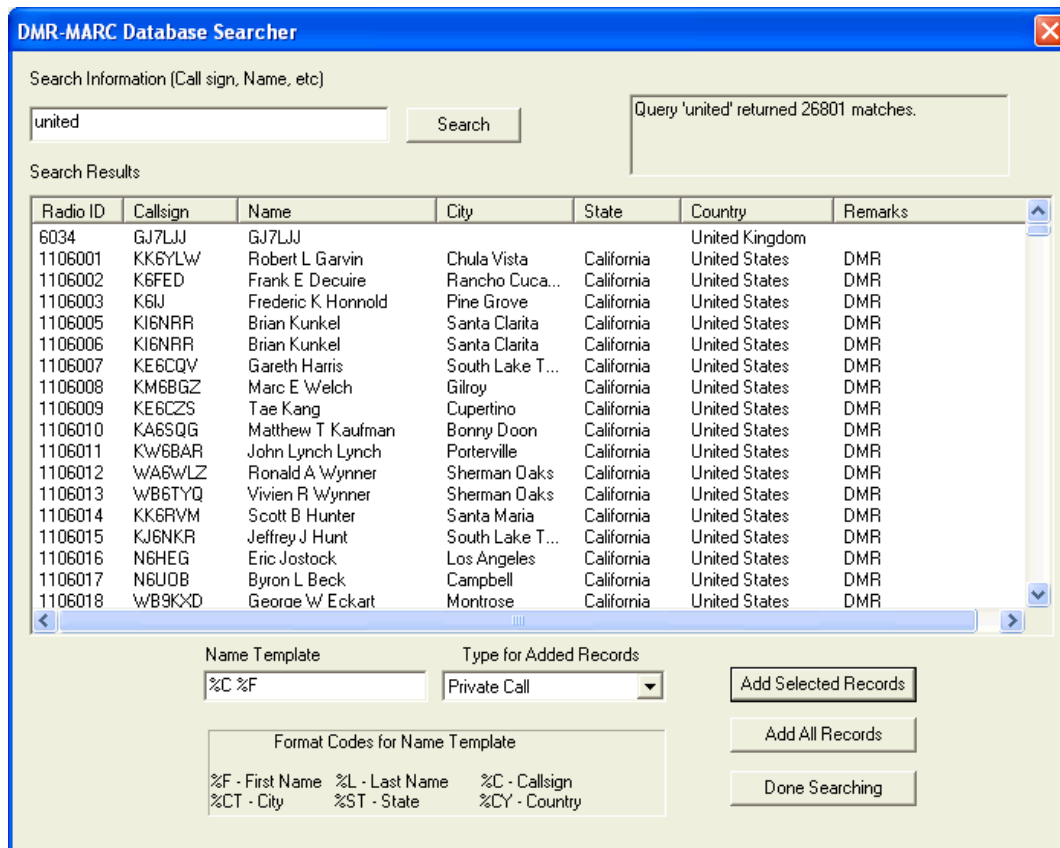 DMR-MARC Database Searcher
Search Information (Call sign, Name, etc)
united
Search
Query 'united' returned 26801 matches.
Search Results
Radio ID Callsign Name City State Country Remarks
6034 GJ7LJJ GJ7LJJ United Kingdom
1106001 KK6YLW Robert L Garvin Chula Vista California United States DMR
1106002 K6FED Frank E Decuire Rancho Cuca... California United States DMR
1106003 K6IJ Frederic K Honnold Pine Grove California United States DMR
1106005 KI6NRR Brian Kunkel Santa Clarita California United States DMR
1106006 KI6NRR Brian Kunkel Santa Clarita California United States DMR
1106007 KE6CQV Gareth Harris South Lake T... California United States DMR
1106008 KM6BGZ Marc E Welch Gilroy California United States DMR
1106009 KE6CZS Tae Kang Cupertino California United States DMR
1106010 KA6SQG Matthew T Kaufman Bonny Doon California United States DMR
1106011 KW6BAR John Lynch Lynch Porterville California United States DMR
1106012 WA6WLZ Ronald A Wynner Sherman Oaks California United States DMR
1106013 WB6TYQ Vivien R Wynner Sherman Oaks California United States DMR
1106014 KK6RVM Scott B Hunter Santa Maria California United States DMR
1106015 KJ6NKR Jeffrey J Hunt South Lake T... California United States DMR
1106016 N6HEG Eric Jostock Los Angeles California United States DMR
1106017 N6UOB Byron L Beck Campbell California United States DMR
1106018 WB9KXD George W Eckart Montrose California United States DMR
Name Template
Type for Added Records
%C %F
Private Call
Add Selected Records
Add All Records
Done Searching
Format Codes for Name Template
%F - First Name %L - Last Name %C - Callsign
%CT - City %ST - State %CY - Country